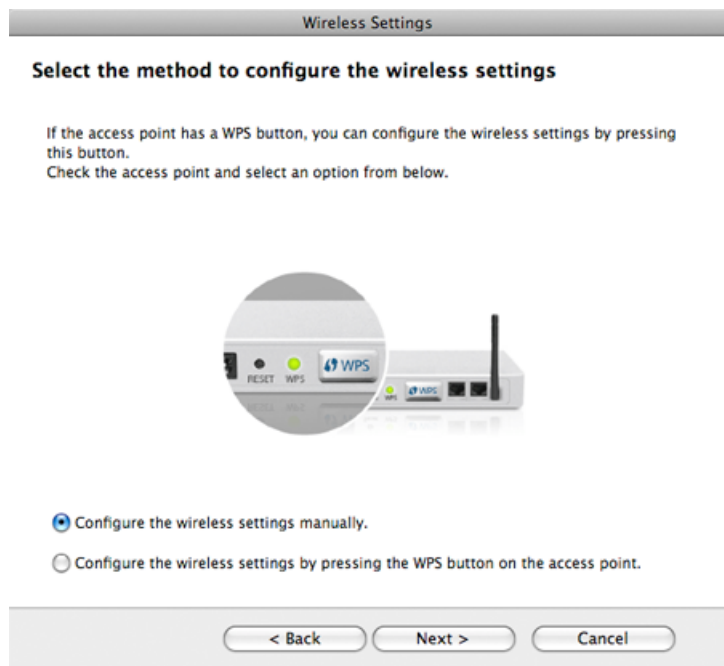 Wireless Settings
Select the method to configure the wireless settings
If the access point has a WPS button, you can configure the wireless settings by pressing
this button.
Check the access point and select an option from below.
RESET WPS WPS
WPS WPS
Configure the wireless settings manually.
Configure the wireless settings by pressing the WPS button on the access point.
< Back Next > Cancel